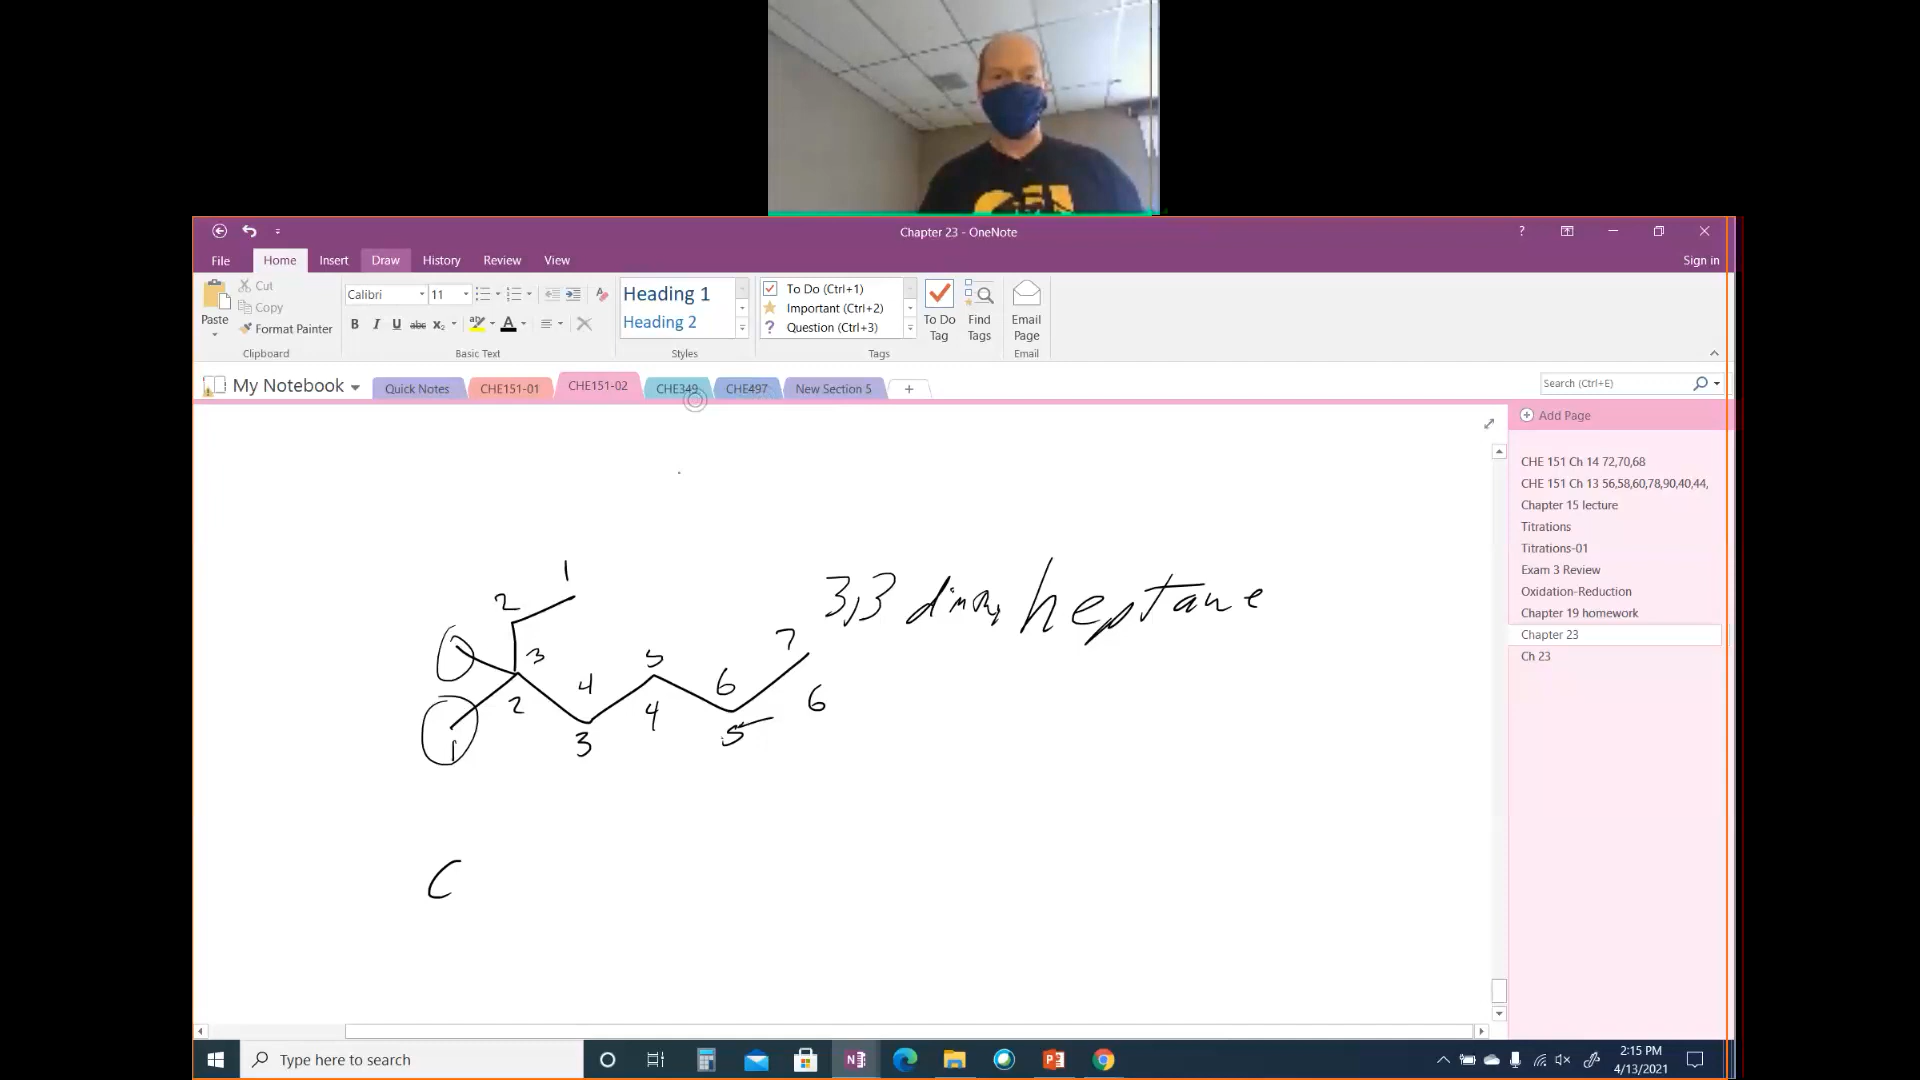 Chapter 23 - OneNote
?
File Home Insert Draw History Review View Sign in
Paste
Cut
Copy
Format Painter
Clipboard
Calibri 11
B I U abc X₂ A
Basic Text
Heading 1
Heading 2
Styles
To Do (Ctrl+1)
Important (Ctrl+2)
? Question (Ctrl+3)
Tags
To Do Tag
Find Tags
Email Page
Email
My Notebook Quick Notes CHE151-01 CHE151-02 CHE349 CHE497 New Section 5 +
Search (Ctrl+E)
Add Page
CHE 151 Ch 14 72,70,68
CHE 151 Ch 13 56,58,60,78,90,40,44,
Chapter 15 lecture
Titrations
Titrations-01
Exam 3 Review
Oxidation-Reduction
Chapter 19 homework
Chapter 23
Ch 23
1
2
3,3 heptane
3 4 5 6 7
1 2 3 4 5 6
C
Type here to search
2:15 PM
4/13/2021